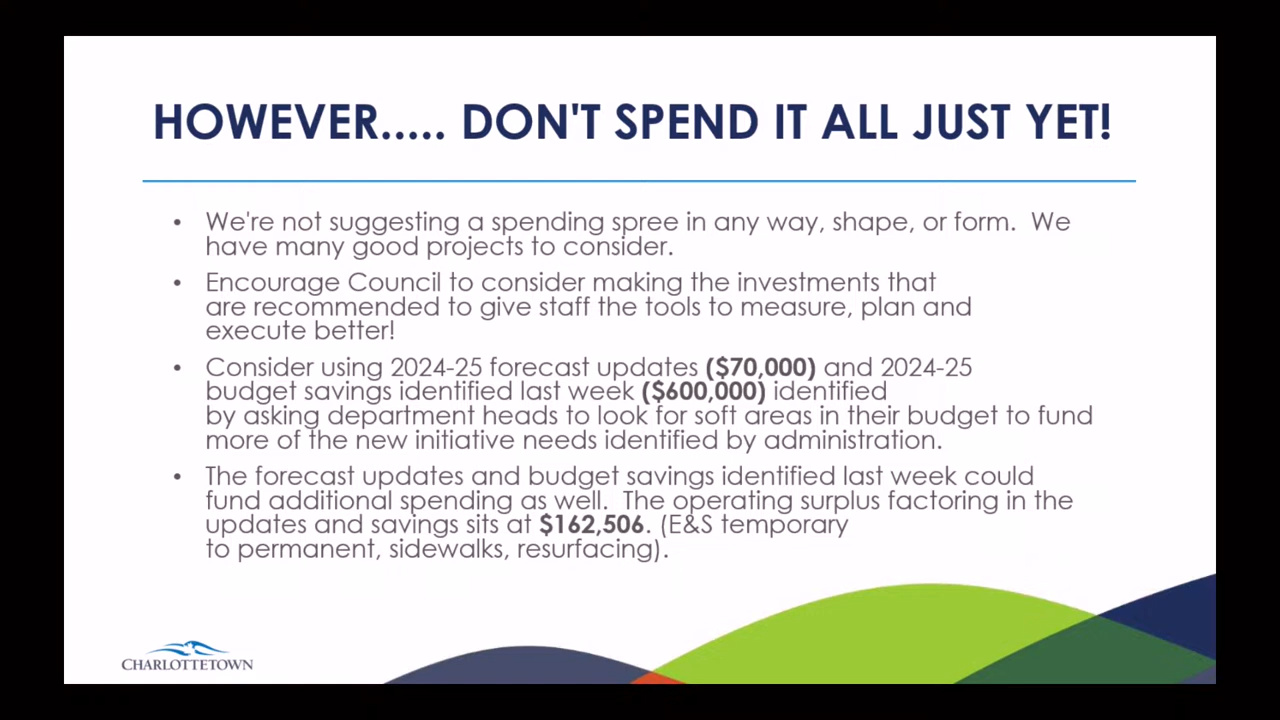 HOWEVER..... DON'T SPEND IT ALL JUST YET!
• We're not suggesting a spending spree in any way, shape, or form.  We
have many good projects to consider.
• Encourage Council to consider making the investments that
are recommended to give staff the tools to measure, plan and
execute better!
• Consider using 2024-25 forecast updates ($70,000) and 2024-25
budget savings identified last week ($600,000) identified
by asking department heads to look for soft areas in their budget to fund
more of the new initiative needs identified by administration.
• The forecast updates and budget savings identified last week could
fund additional spending as well.  The operating surplus factoring in the
updates and savings sits at $162,506. (E&S temporary
to permanent, sidewalks, resurfacing).
CHARLOTTETOWN